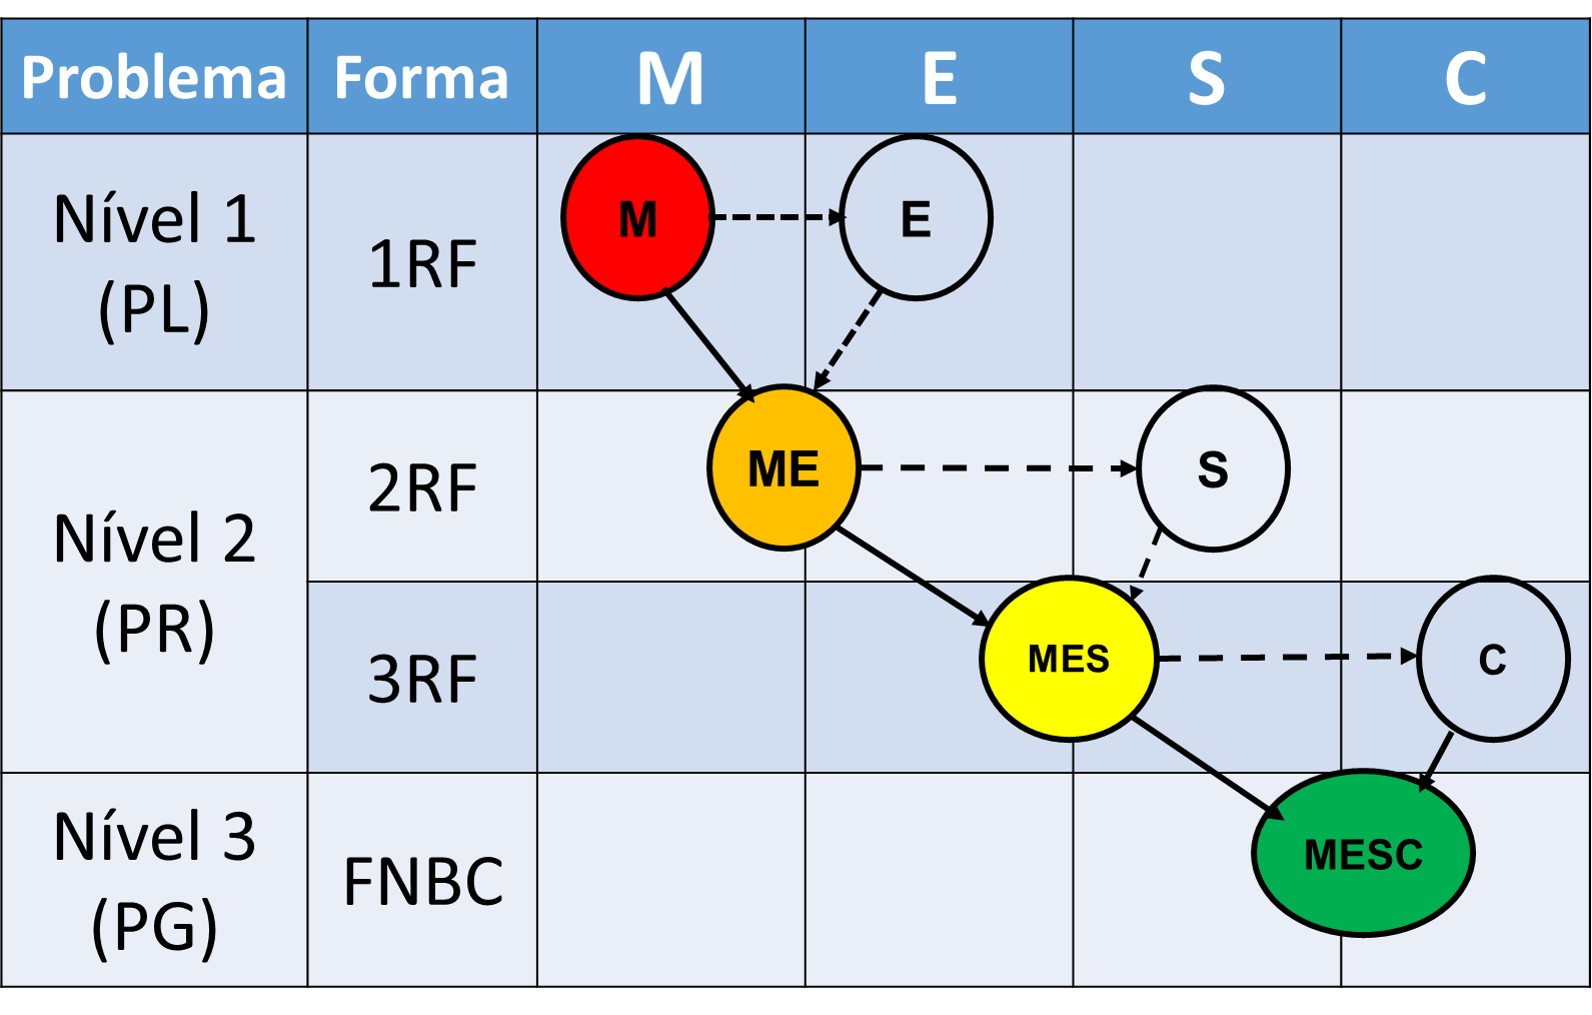 Problema Forma M E S C
Nível 1
(PL)
1RF
M
E
Nível 2
(PR)
2RF
ME
S
3RF
MES
C
Nível 3
(PG)
FNBC
MESC